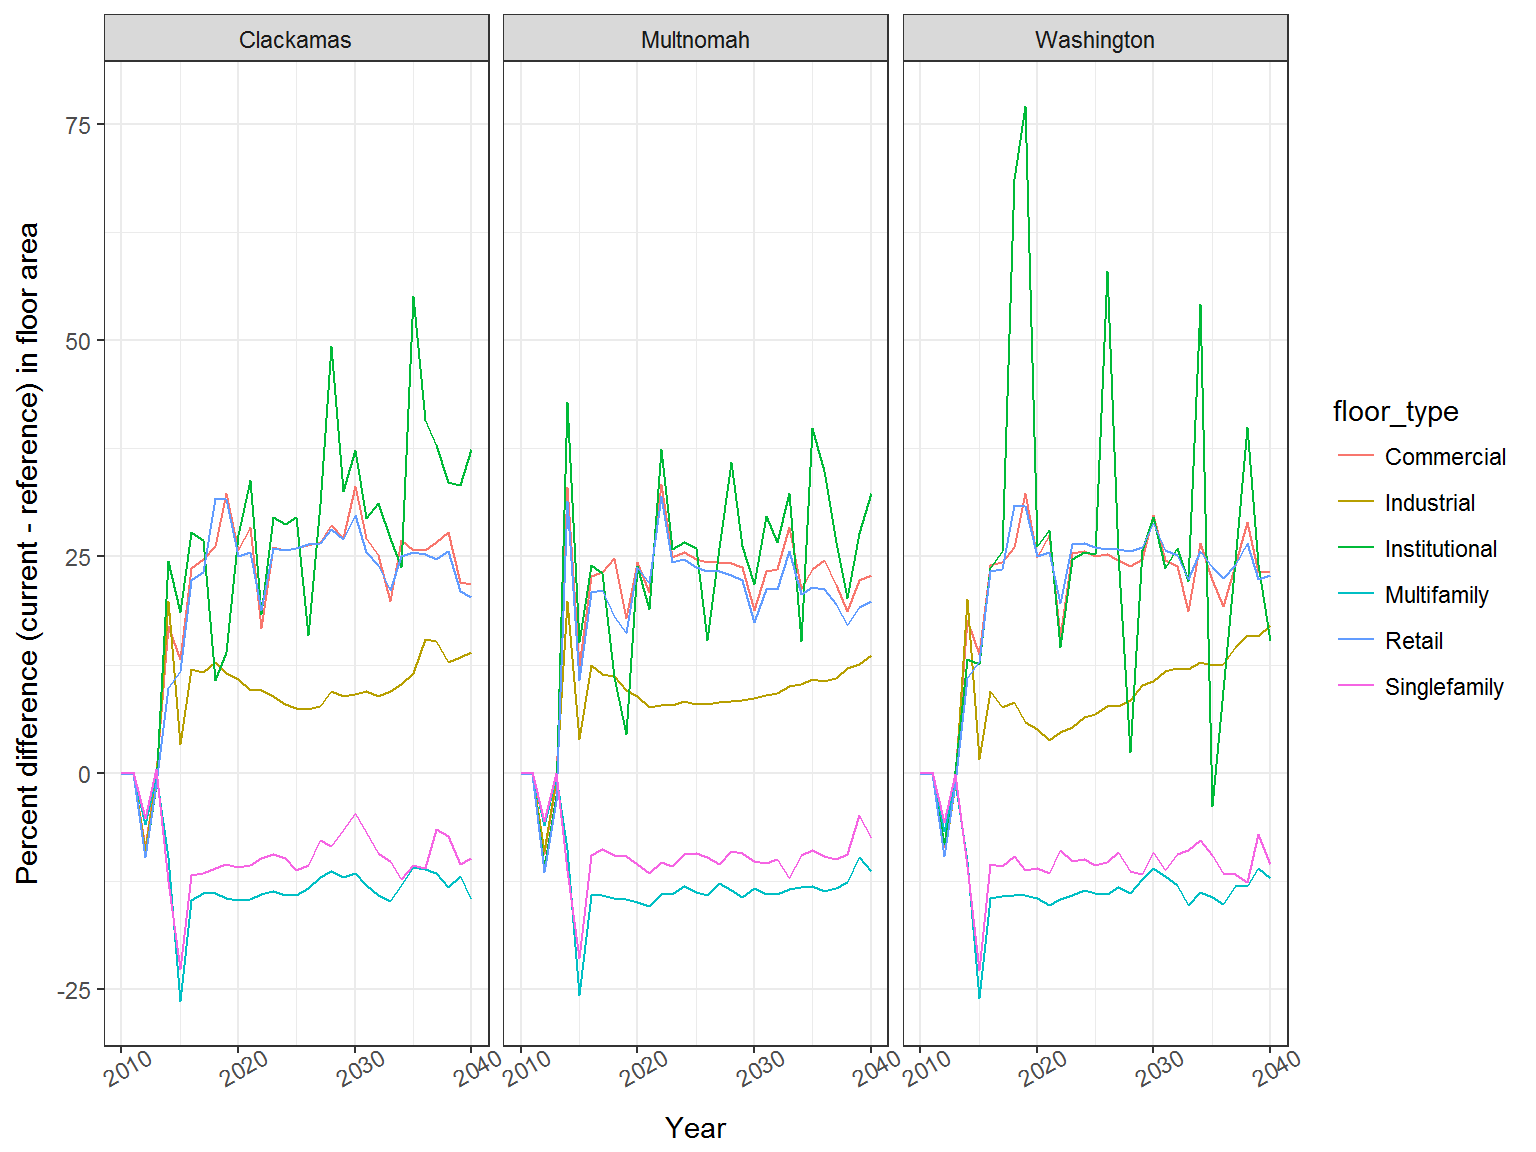 Clackamas Multnomah Washington
Percent difference (current - reference) in floor area
75
50
25
0
-25
2010 2020 2030 2040 2010 2020 2030 2040 2010 2020 2030 2040
Year
floor_type
Commercial
Industrial
Institutional
Multifamily
Retail
Singlefamily